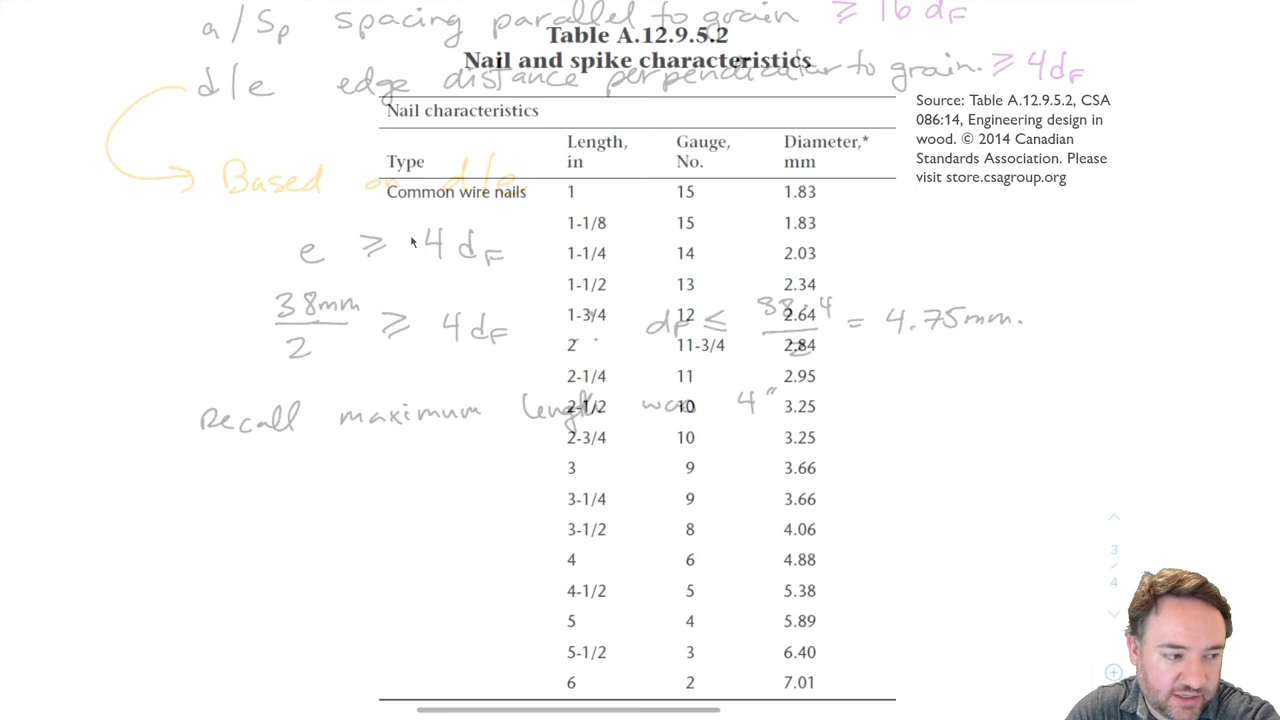 a/Sp spacing parallel to grain ≥ 16 dF
Table A.12.9.5.2
Nail and spike characteristics
d/e edge distance perpendicular to grain. ≥ 4dF
Source: Table A.12.9.5.2, CSA
086:14, Engineering design in
wood. © 2014 Canadian
Standards Association. Please
visit store.csagroup.org
Nail characteristics
Length, Gauge, Diameter,*
Type in No. mm
Based on d/e
Common wire nails 1 15 1.83
1-1/8 15 1.83
e ≥ 4 dF
1-1/4 14 2.03
1-1/2 13 2.34
1-3/4 12 2.64
38mm/2 ≥ 4dF ∴ dF ≤ 38·4/2 = 4.75mm.
2 11-3/4 2.84
2-1/4 11 2.95
Recall maximum length was 4"
2-1/2 10 3.25
2-3/4 10 3.25
3 9 3.66
3-1/4 9 3.66
3-1/2 8 4.06
4 6 4.88
4-1/2 5 5.38
5 4 5.89
5-1/2 3 6.40
6 2 7.01
3
/
4